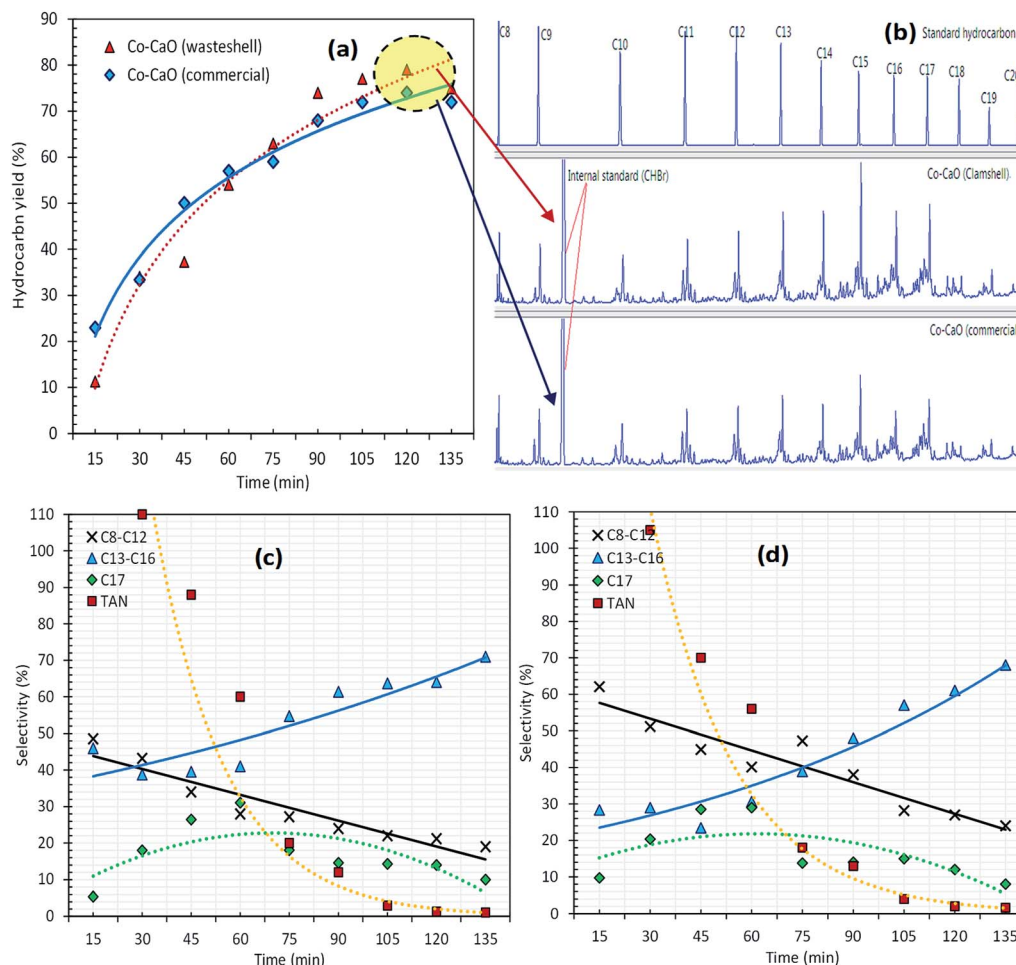 Co-CaO (wasteshell)
Co-CaO (commercial)
(a)
90
80
70
60
50
40
30
20
10
0
Hydrocarbn yield (%)
15 30 45 60 75 90 105 120 135
Time (min)
(b)
Standard hydrocarbon
C8 C9 C10 C11 C12 C13 C14 C15 C16 C17 C18 C19 C20
Internal standard (CHBr)
Co-CaO (Clamshell).
Co-CaO (commercial
110
100
90
80
70
60
50
40
30
20
10
0
Selectivity (%)
C8-C12
C13-C16
C17
TAN
(c)
15 30 45 60 75 90 105 120 135
Time (min)
110
100
90
80
70
60
50
40
30
20
10
0
Selectivity (%)
C8-C12
C13-C16
C17
TAN
(d)
15 30 45 60 75 90 105 120 135
Time (min)